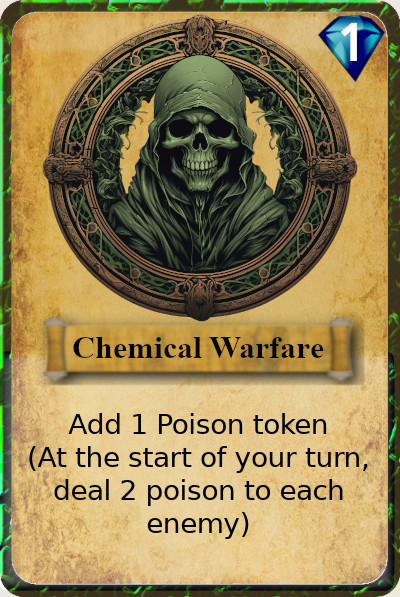 1
Chemical Warfare
Add 1 Poison token
(At the start of your turn,
deal 2 poison to each
enemy)